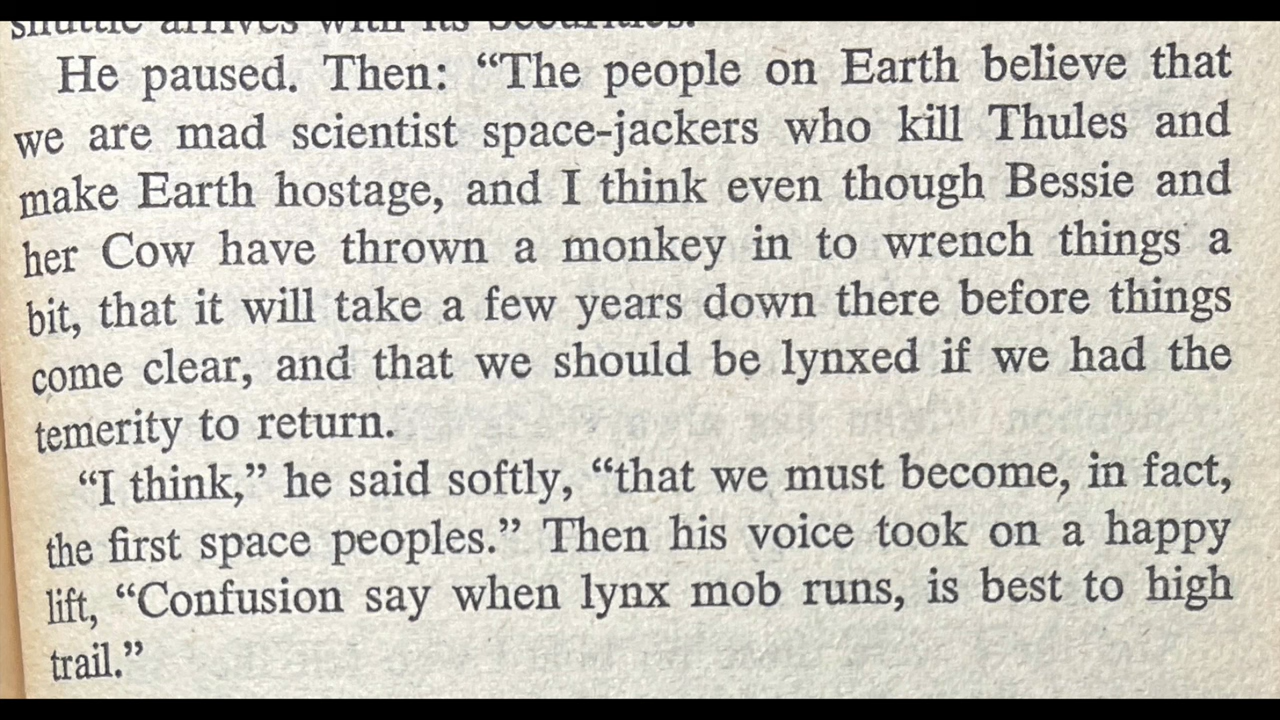 shuttle arrives with its Securities.
He paused. Then: “The people on Earth believe that
we are mad scientist space-jackers who kill Thules and
make Earth hostage, and I think even though Bessie and
her Cow have thrown a monkey in to wrench things a
bit, that it will take a few years down there before things
come clear, and that we should be lynxed if we had the
temerity to return.
“I think,” he said softly, “that we must become, in fact,
the first space peoples.” Then his voice took on a happy
lift, “Confusion say when lynx mob runs, is best to high
trail.”